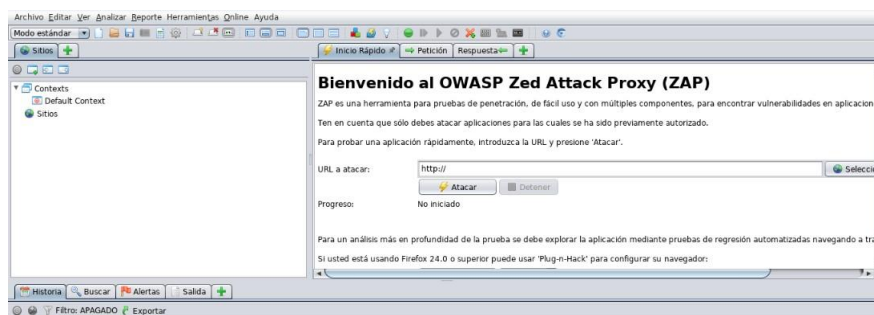 Archivo Editar Ver Analizar Reporte Herramientas Online Ayuda
Modo estándar
Sitios
Inicio Rápido Petición Respuesta
Contexts
Default Context
Sitios
Bienvenido al OWASP Zed Attack Proxy (ZAP)
ZAP es una herramienta para pruebas de penetración, de fácil uso y con múltiples componentes, para encontrar vulnerabilidades en aplicacion
Ten en cuenta que sólo debes atacar aplicaciones para las cuales se ha sido previamente autorizado.
Para probar una aplicación rápidamente, introduzca la URL y presione 'Atacar'.
URL a atacar: http:// Selecci
Atacar Detener
Progreso: No iniciado
Para un análisis más en profundidad de la prueba se debe explorar la aplicación mediante pruebas de regresión automatizadas navegando a tra
Si usted está usando Firefox 24.0 o superior puede usar 'Plug-n-Hack' para configurar su navegador:
Historia Buscar Alertas Salida
Filtro: APAGADO Exportar